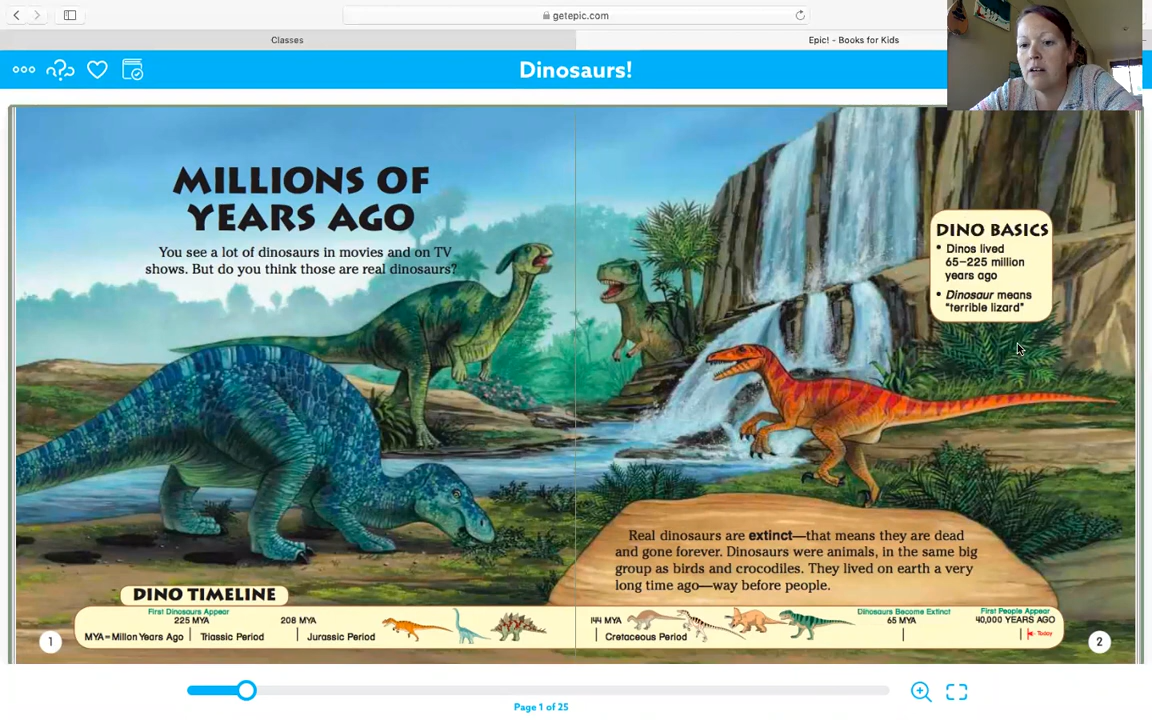 getepic.com
Classes
Epic! - Books for Kids
Dinosaurs!
MILLIONS OF
YEARS AGO
You see a lot of dinosaurs in movies and on TV
shows. But do you think those are real dinosaurs?
DINO BASICS
• Dinos lived
65–225 million
years ago
• Dinosaur means
"terrible lizard"
Real dinosaurs are extinct—that means they are dead
and gone forever. Dinosaurs were animals, in the same big
group as birds and crocodiles. They lived on earth a very
long time ago—way before people.
DINO TIMELINE
First Dinosaurs Appear
225 MYA
208 MYA
144 MYA
Dinosaurs Become Extinct
65 MYA
First People Appear
40,000 YEARS AGO
MYA=Millon Years Ago
Triassic Period
Jurassic Period
Cretaceous Period
Today
1
2
Page 1 of 25